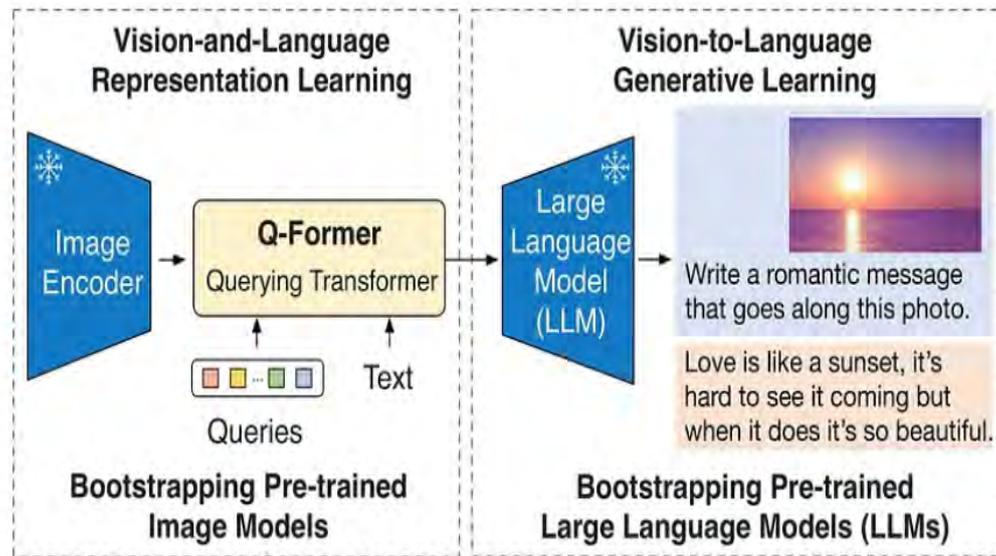 Vision-and-Language
Representation Learning
Image
Encoder
Q-Former
Querying Transformer
...
Queries
Text
Bootstrapping Pre-trained
Image Models
Vision-to-Language
Generative Learning
Large
Language
Model
(LLM)
Write a romantic message
that goes along this photo.
Love is like a sunset, it's
hard to see it coming but
when it does it's so beautiful.
Bootstrapping Pre-trained
Large Language Models (LLMs)